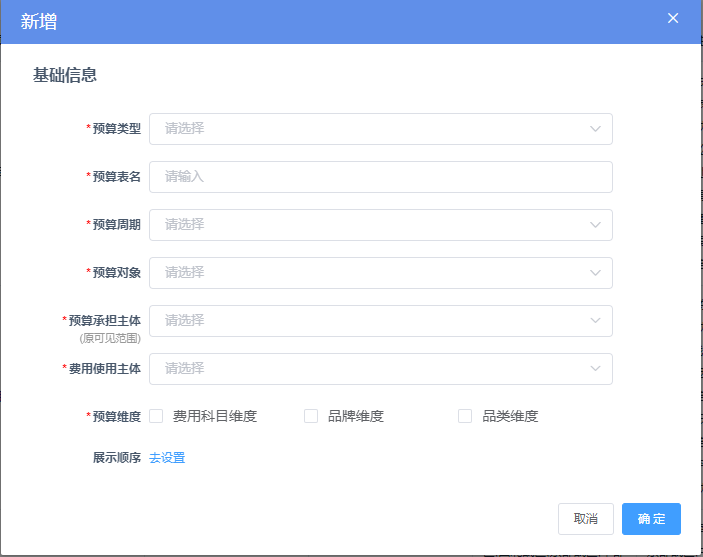 新增
基础信息
*预算类型 请选择
*预算表名 请输入
*预算周期 请选择
*预算对象 请选择
*预算承担主体 请选择
(原可见范围)
*费用使用主体 请选择
*预算维度 费用科目维度 品牌维度 品类维度
展示顺序 去设置
取消 确定